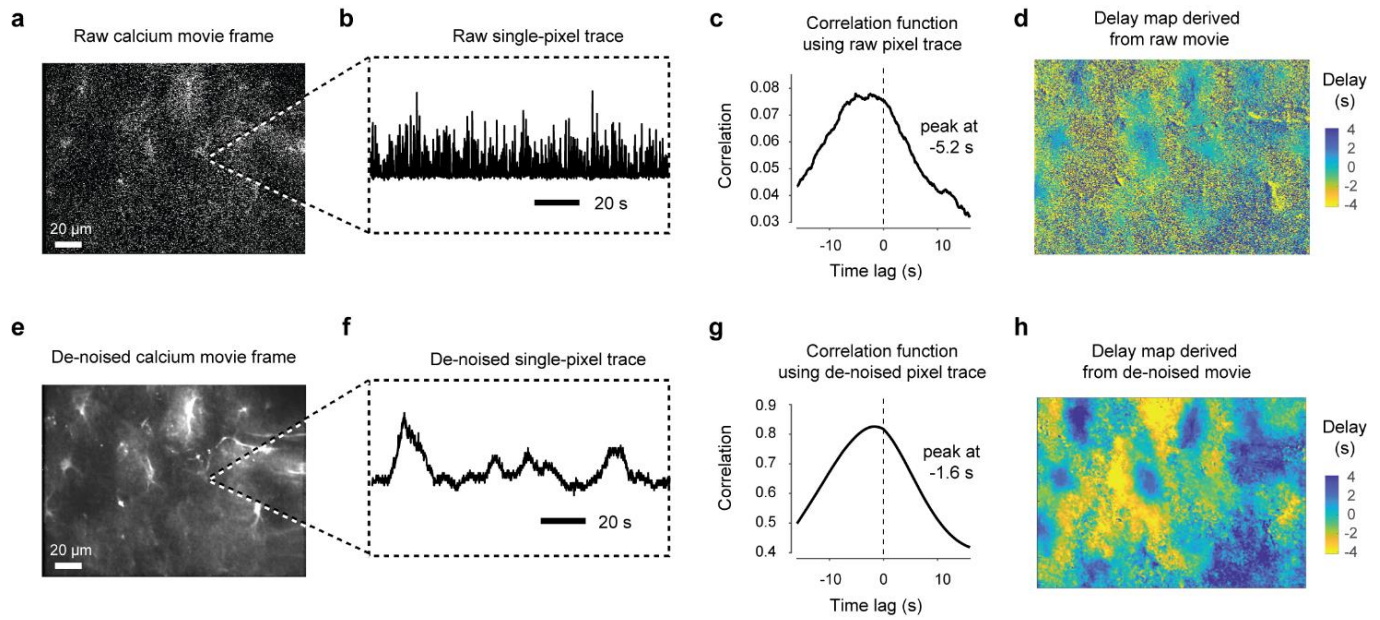 a
Raw calcium movie frame
20 µm
b
Raw single-pixel trace
20 s
c
Correlation function
using raw pixel trace
Correlation
0.08
0.07
0.06
0.05
0.04
0.03
peak at
-5.2 s
-10 0 10
Time lag (s)
d
Delay map derived
from raw movie
Delay
(s)
4
2
0
-2
-4
e
De-noised calcium movie frame
20 µm
f
De-noised single-pixel trace
20 s
g
Correlation function
using de-noised pixel trace
Correlation
0.9
0.8
0.7
0.6
0.5
0.4
peak at
-1.6 s
-10 0 10
Time lag (s)
h
Delay map derived
from de-noised movie
Delay
(s)
4
2
0
-2
-4